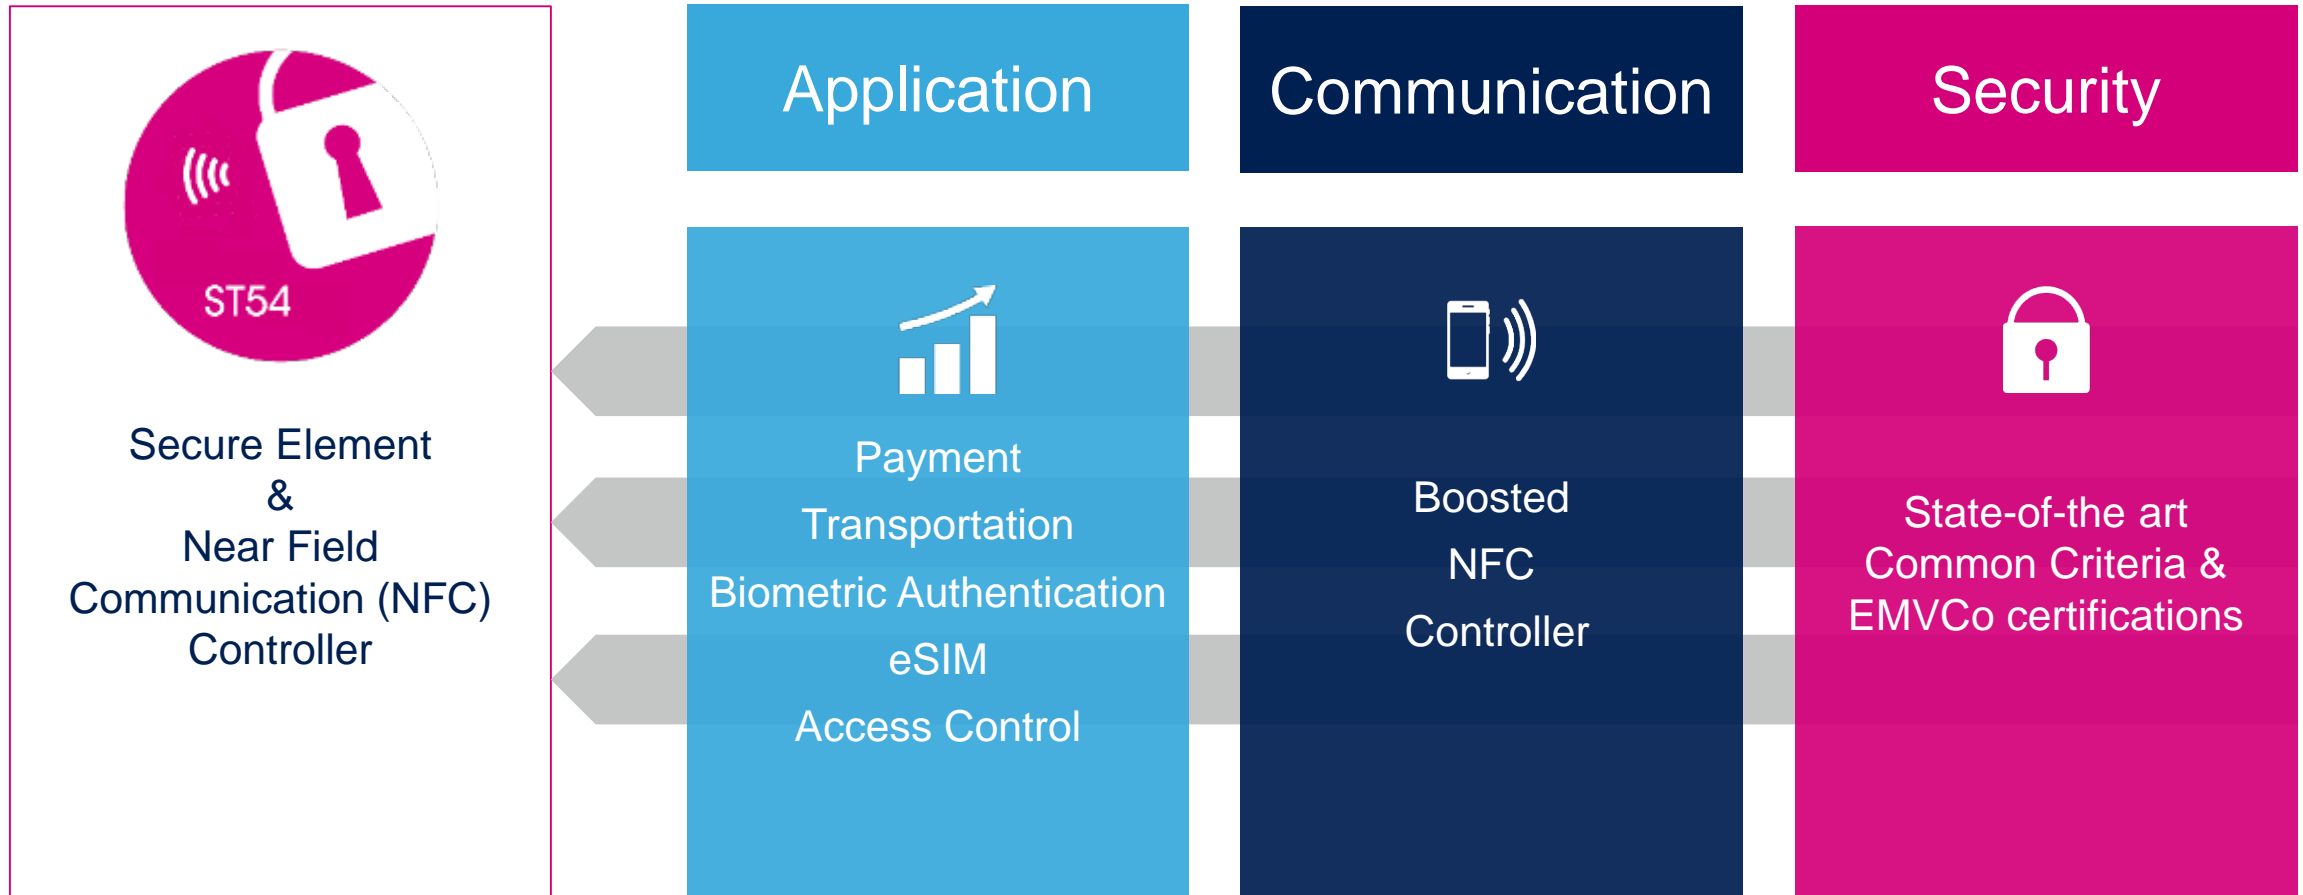 ST54
Secure Element
&
Near Field
Communication (NFC)
Controller
Application
Payment
Transportation
Biometric Authentication
eSIM
Access Control
Communication
Boosted
NFC
Controller
Security
State-of-the art
Common Criteria &
EMVCo certifications